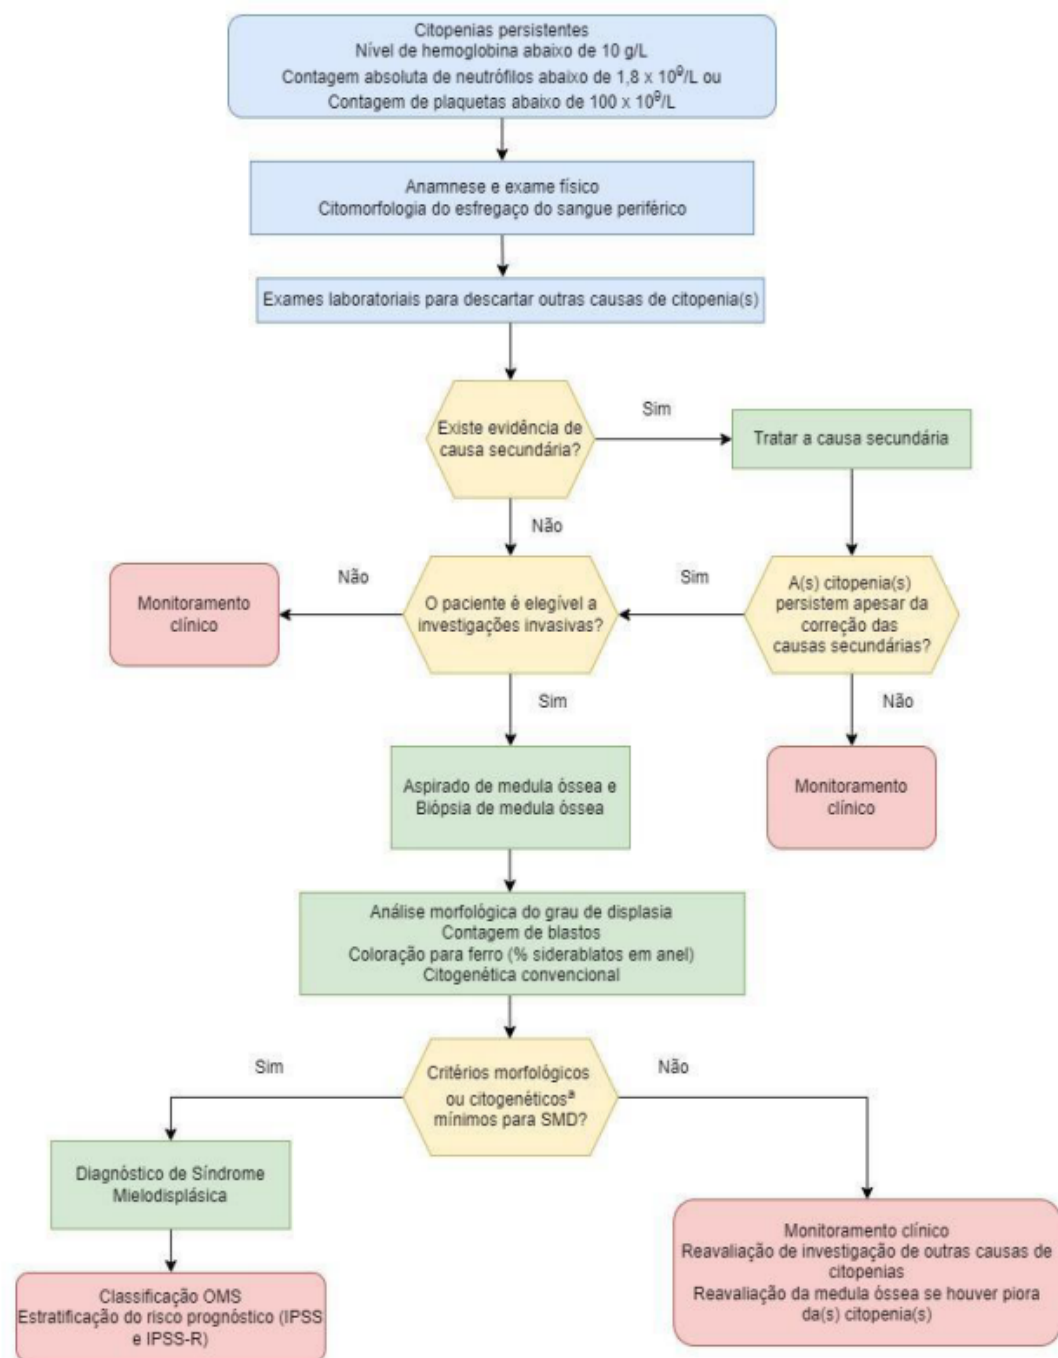 Citopenias persistentes
Nível de hemoglobina abaixo de 10 g/L
Contagem absoluta de neutrófilos abaixo de 1,8 x 10⁹/L ou
Contagem de plaquetas abaixo de 100 x 10⁹/L
Anamnese e exame físico
Citomorfologia do esfregaço do sangue periférico
Exames laboratoriais para descartar outras causas de citopenia(s)
Existe evidência de
causa secundária?
Sim
Tratar a causa secundária
Não
O paciente é elegível a
investigações invasivas?
Não
Monitoramento
clínico
Sim
A(s) citopenia(s)
persistem apesar da
correção das
causas secundárias?
Não
Monitoramento
clínico
Sim
Aspirado de medula óssea e
Biópsia de medula óssea
Análise morfológica do grau de displasia
Contagem de blastos
Coloração para ferro (% siderablatos em anel)
Citogenética convencional
Critérios morfológicos
ou citogenéticosª
mínimos para SMD?
Sim
Não
Diagnóstico de Síndrome
Mielodisplásica
Classificação OMS
Estratificação do risco prognóstico (IPSS
e IPSS-R)
Monitoramento clínico
Reavaliação de investigação de outras causas de
citopenias
Reavaliação da medula óssea se houver piora
da(s) citopenia(s)